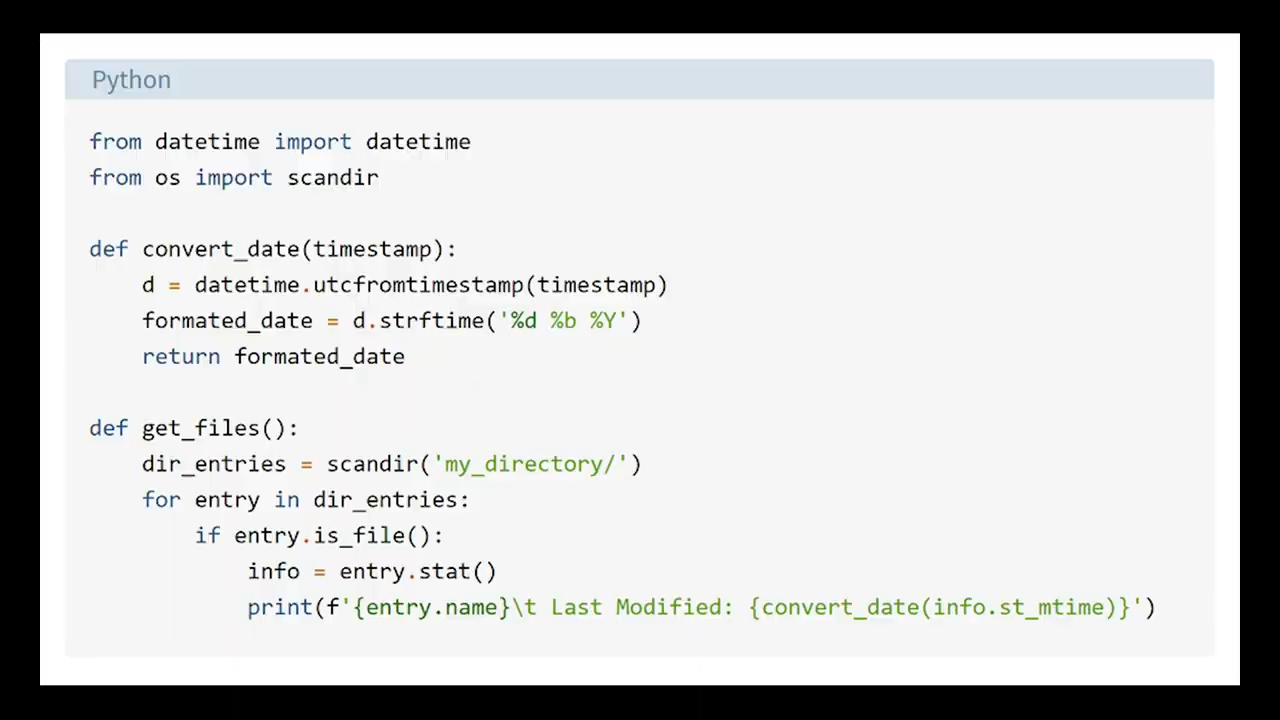 Python
from datetime import datetime
from os import scandir
def convert_date(timestamp):
    d = datetime.utcfromtimestamp(timestamp)
    formated_date = d.strftime('%d %b %Y')
    return formated_date
def get_files():
    dir_entries = scandir('my_directory/')
    for entry in dir_entries:
        if entry.is_file():
            info = entry.stat()
            print(f'{entry.name}\t Last Modified: {convert_date(info.st_mtime)}')